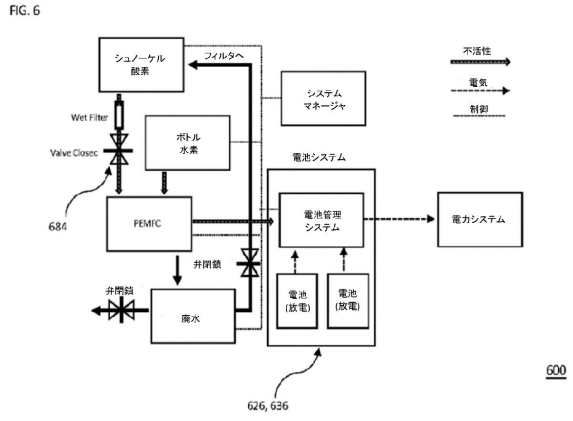 FIG. 6
シュノーケル
酸素
フィルタへ
Wet Filter
Valve Closec
684
ボトル
水素
システム
マネージャ
不活性
電気
制御
電池システム
PEMFC
電池管理
システム
電力システム
弁閉鎖
弁閉鎖
廃水
電池
(放電)
電池
(放電)
626, 636
600